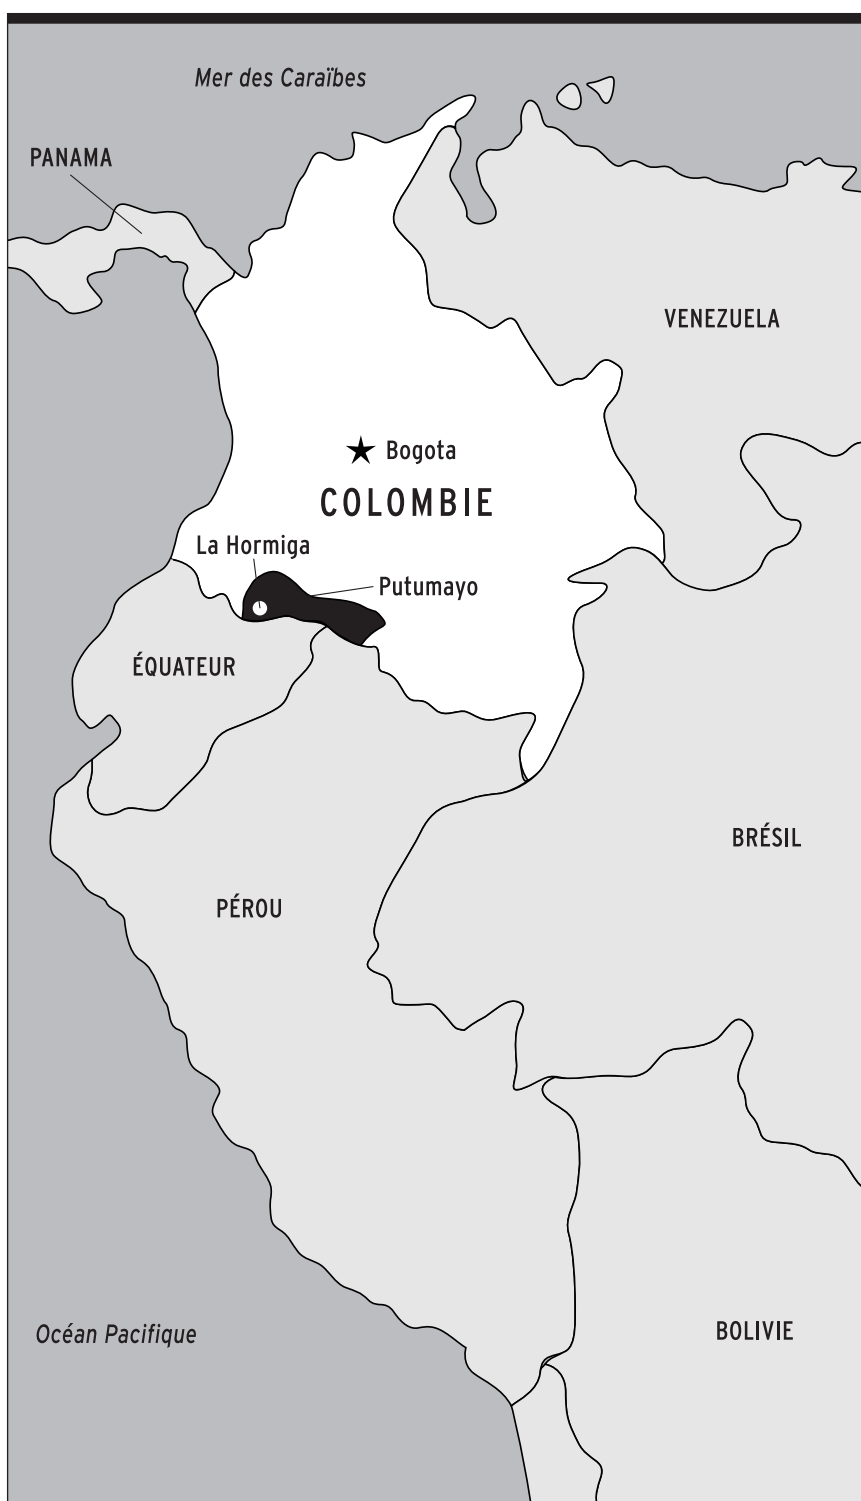 Mer des Caraïbes
PANAMA
VENEZUELA
Bogota
COLOMBIE
La Hormiga
Putumayo
ÉQUATEUR
BRÉSIL
PÉROU
Océan Pacifique
BOLIVIE